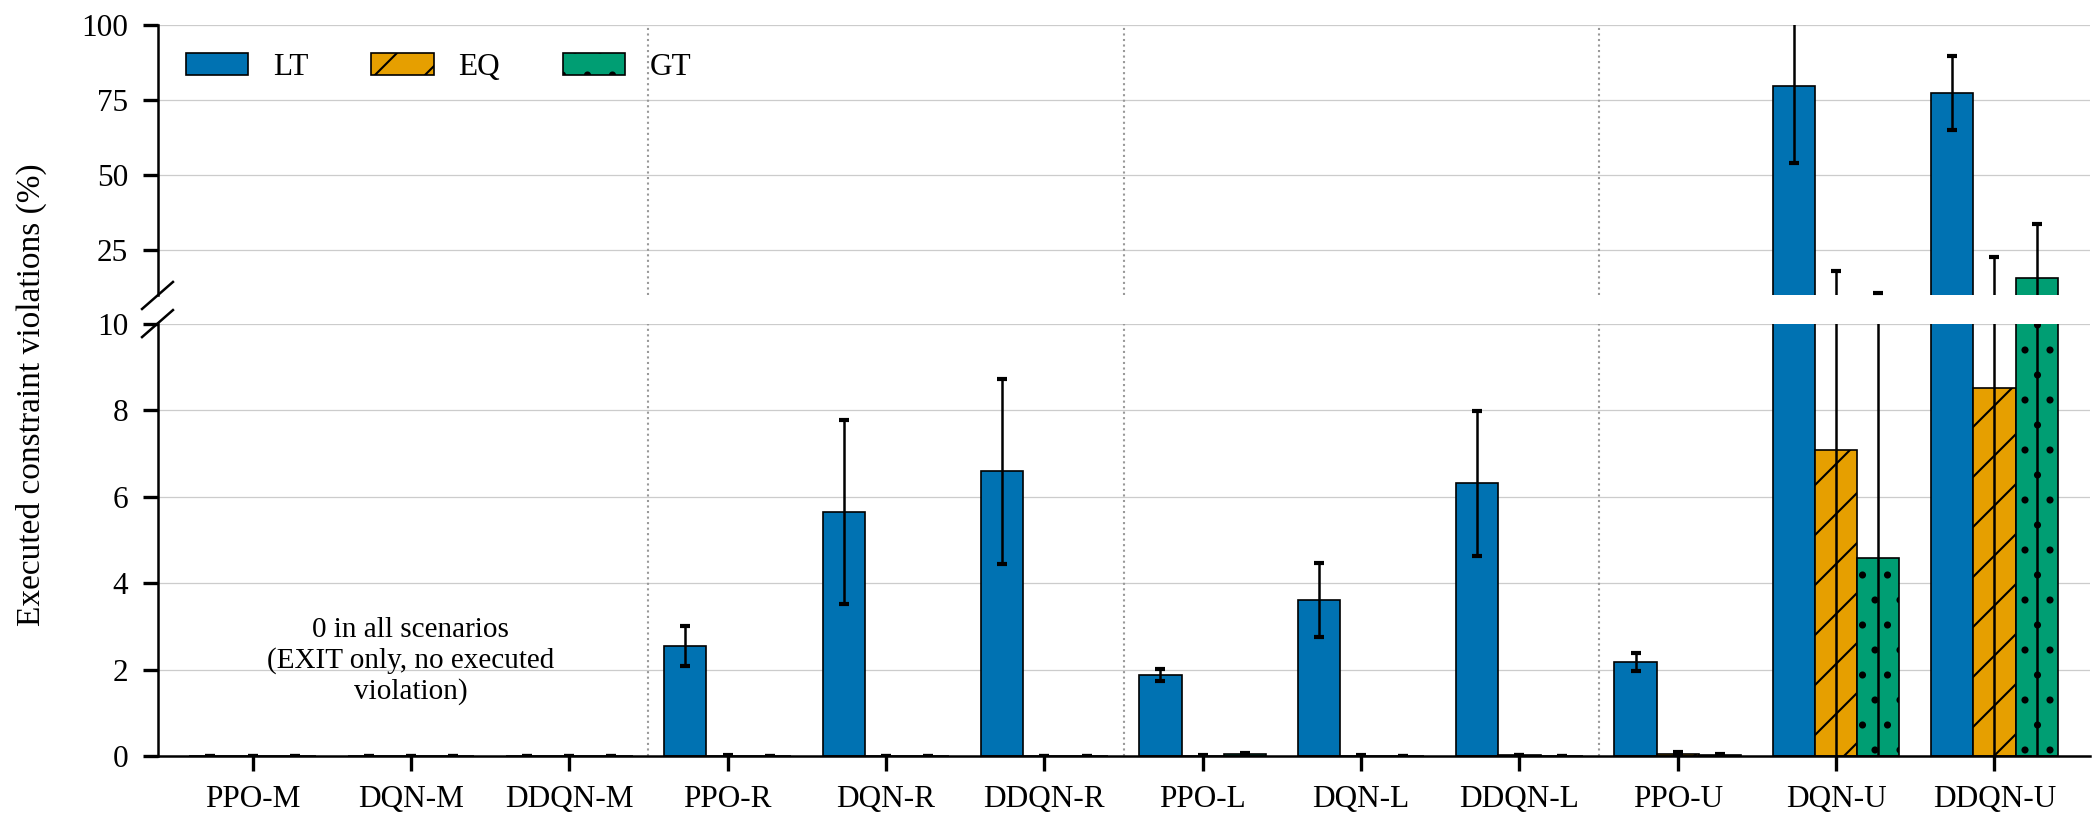 Executed constraint violations (%)
100
75
50
25
10
8
6
4
2
0
LT EQ GT
0 in all scenarios
(EXIT only, no executed
violation)
PPO-M DQN-M DDQN-M PPO-R DQN-R DDQN-R PPO-L DQN-L DDQN-L PPO-U DQN-U DDQN-U